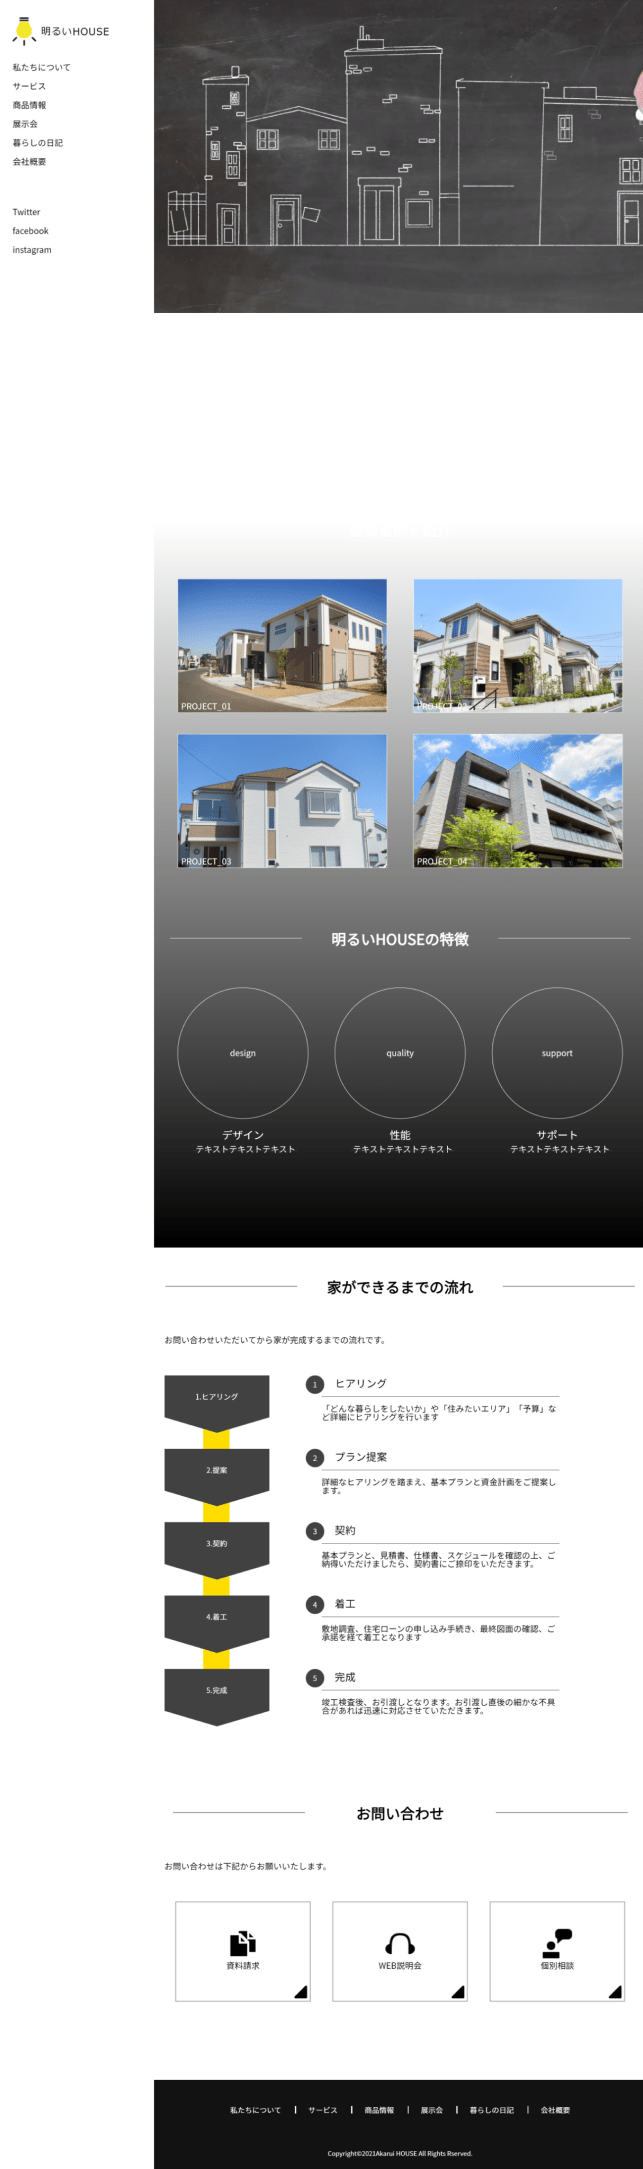 明るいHOUSE
私たちについて
サービス
商品情報
展示会
暮らしの日記
会社概要
Twitter
facebook
instagram
PROJECT_01
PROJECT_02
PROJECT_03
PROJECT_04
明るいHOUSEの特徴
design
quality
support
デザイン
性能
サポート
テキストテキストテキスト
テキストテキストテキスト
テキストテキストテキスト
家ができるまでの流れ
お問い合わせいただいてから家が完成するまでの流れです。
1.ヒアリング
1 ヒアリング
「どんな暮らしをしたいか」や「住みたいエリア」「予算」な
ど詳細にヒアリングを行います
2.提案
2 プラン提案
詳細なヒアリングを踏まえ、基本プランと資金計画をご提案し
ます。
3.契約
3 契約
基本プランと、見積書、仕様書、スケジュールを確認の上、ご
納得いただけましたら、契約書にご捺印をいただきます。
4.着工
4 着工
敷地調査、住宅ローンの申し込み手続き、最終図面の確認、ご
承諾を経て着工となります
5.完成
5 完成
竣工検査後、お引渡しとなります。お引渡し直後の細かな不具
合があれば迅速に対応させていただきます。
お問い合わせ
お問い合わせは下記からお願いいたします。
資料請求
WEB説明会
個別相談
私たちについて | サービス | 商品情報 | 展示会 | 暮らしの日記 | 会社概要
Copyright©2021Akarui HOUSE All Rights Rserved.